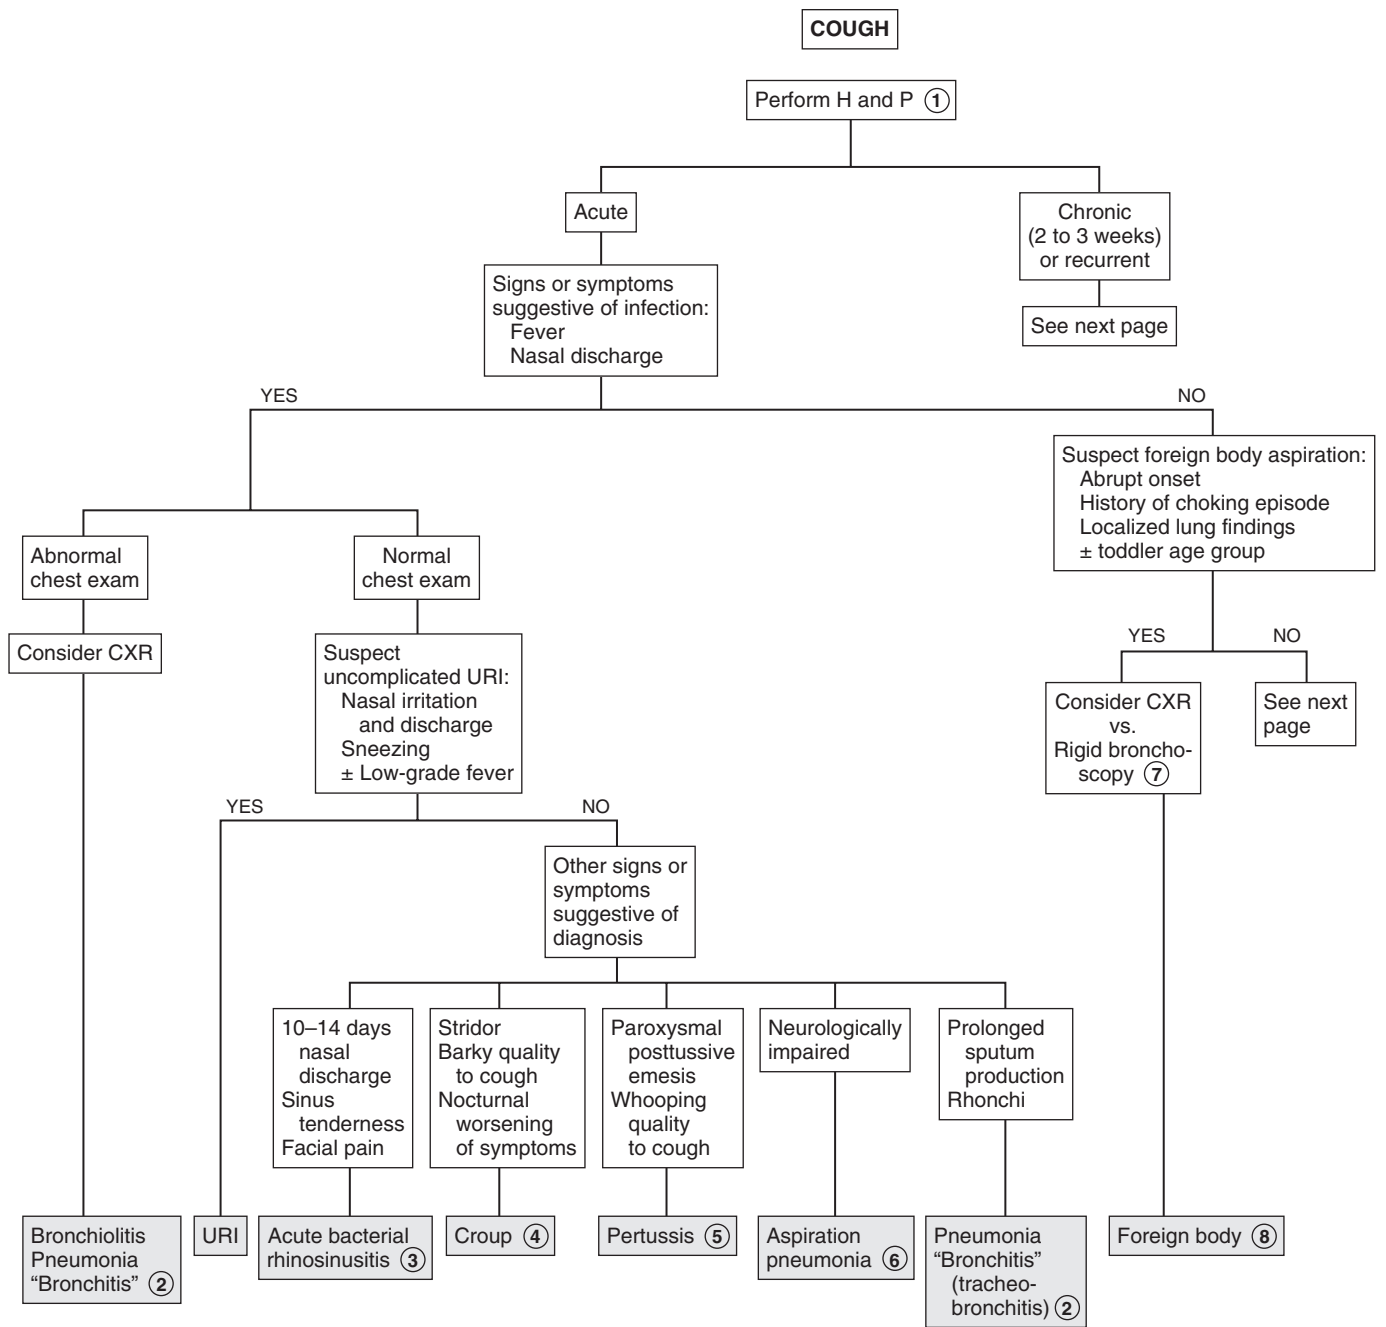 COUGH
Perform H and P 1
Acute
Chronic
(2 to 3 weeks)
or recurrent
Signs or symptoms
suggestive of infection:
Fever
Nasal discharge
See next page
YES
NO
Suspect foreign body aspiration:
Abrupt onset
History of choking episode
Localized lung findings
± toddler age group
Abnormal
chest exam
Normal
chest exam
Consider CXR
Suspect
uncomplicated URI:
Nasal irritation
and discharge
Sneezing
± Low-grade fever
YES
NO
Consider CXR
vs.
Rigid broncho-
scopy 7
See next
page
YES
NO
Other signs or
symptoms
suggestive of
diagnosis
10–14 days
nasal
discharge
Sinus
tenderness
Facial pain
Stridor
Barky quality
to cough
Nocturnal
worsening
of symptoms
Paroxysmal
posttussive
emesis
Whooping
quality
to cough
Neurologically
impaired
Prolonged
sputum
production
Rhonchi
Bronchiolitis
Pneumonia
“Bronchitis” 2
URI
Acute bacterial
rhinosinusitis 3
Croup 4
Pertussis 5
Aspiration
pneumonia 6
Pneumonia
“Bronchitis”
(tracheo-
bronchitis) 2
Foreign body 8